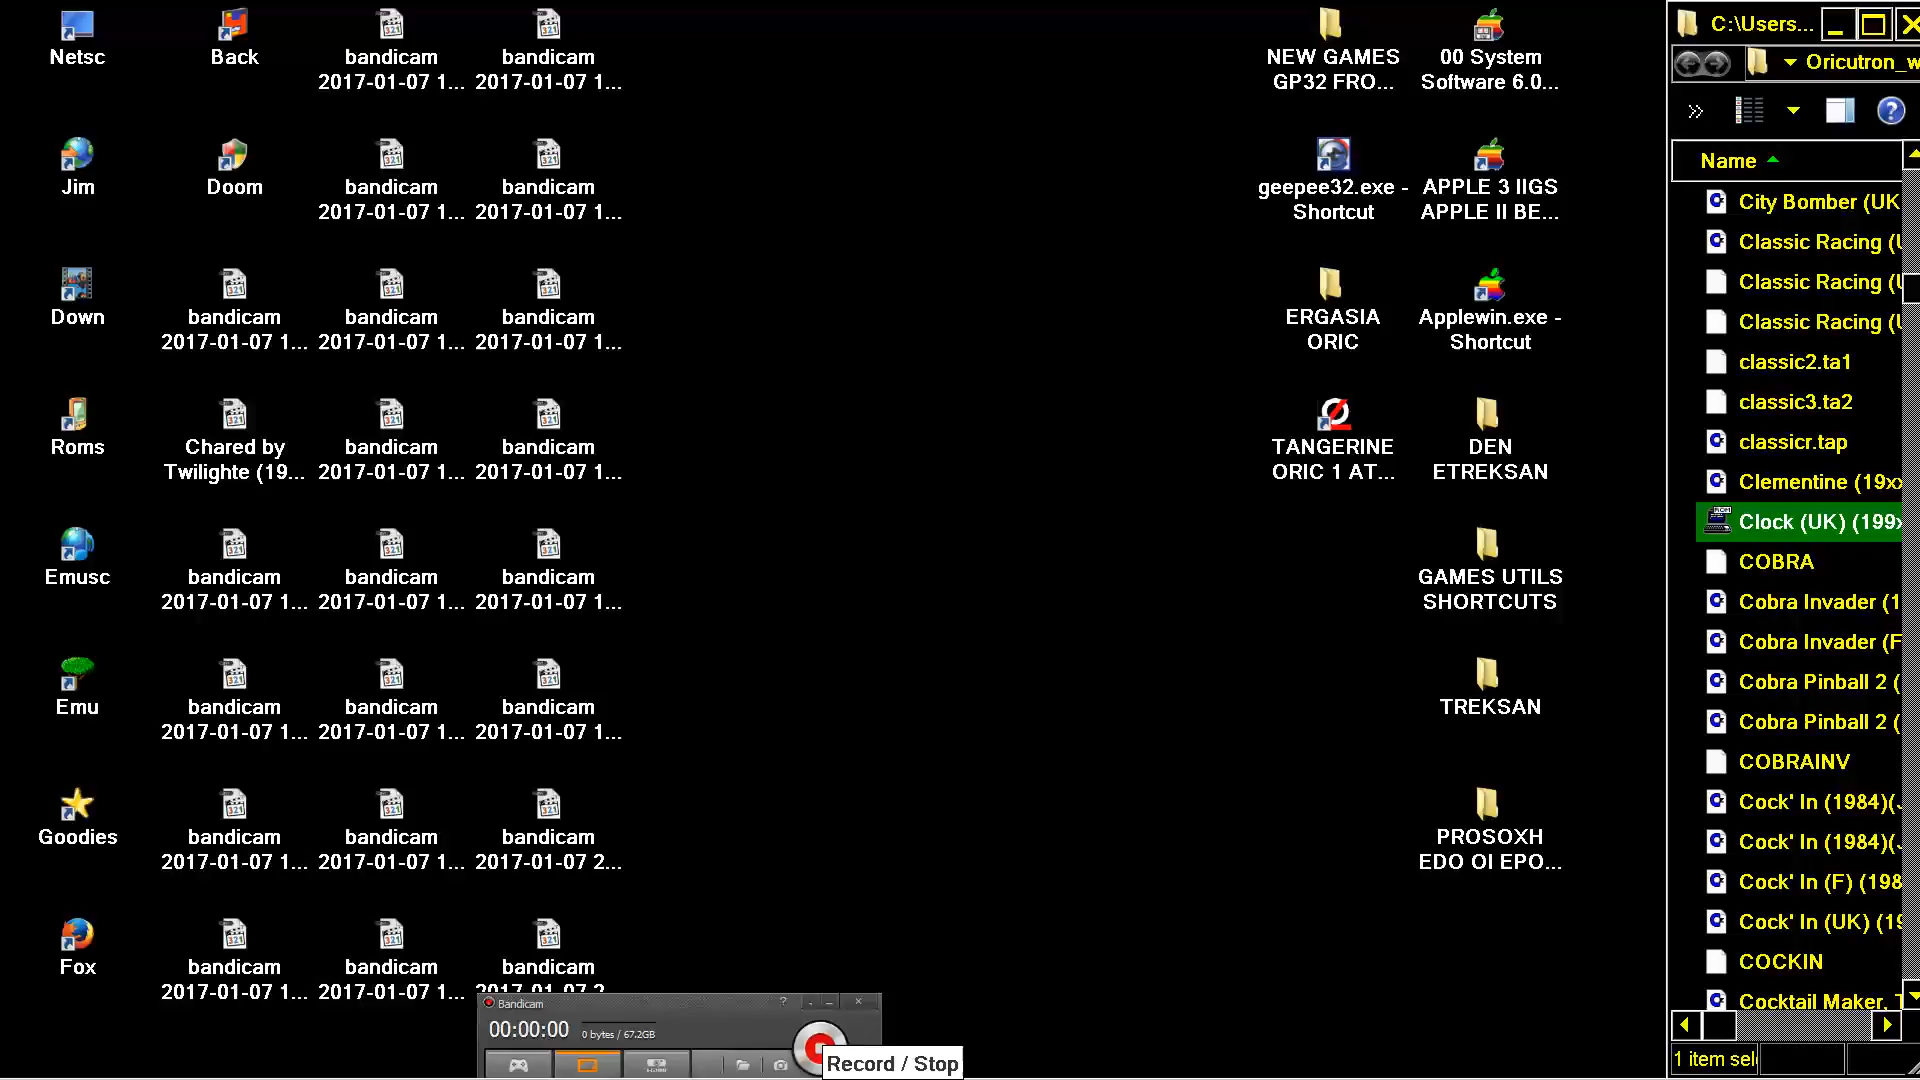 Netsc
Back
bandicam
2017-01-07 1...
bandicam
2017-01-07 1...
NEW GAMES
GP32 FRO...
00 System
Software 6.0...
Jim
Doom
bandicam
2017-01-07 1...
bandicam
2017-01-07 1...
geepee32.exe -
Shortcut
APPLE 3 IIGS
APPLE II BE...
Down
bandicam
2017-01-07 1...
bandicam
2017-01-07 1...
bandicam
2017-01-07 1...
ERGASIA
ORIC
Applewin.exe -
Shortcut
Roms
Chared by
Twilighte (19...
bandicam
2017-01-07 1...
bandicam
2017-01-07 1...
TANGERINE
ORIC 1 AT...
DEN
ETREKSAN
Emusc
bandicam
2017-01-07 1...
bandicam
2017-01-07 1...
bandicam
2017-01-07 1...
GAMES UTILS
SHORTCUTS
Emu
bandicam
2017-01-07 1...
bandicam
2017-01-07 1...
bandicam
2017-01-07 1...
TREKSAN
Goodies
bandicam
2017-01-07 1...
bandicam
2017-01-07 1...
bandicam
2017-01-07 2...
PROSOXH
EDO OI EPO...
Fox
bandicam
2017-01-07 1...
bandicam
2017-01-07 1...
bandicam
2017-01-07 2...
Bandicam
00:00:00
0 bytes / 67.2GB
Record / Stop
C:\Users...
Oricutron_w
Name
City Bomber (UK
Classic Racing (U
Classic Racing (U
Classic Racing (U
classic2.ta1
classic3.ta2
classicr.tap
Clementine (19xx
Clock (UK) (199x
COBRA
Cobra Invader (1
Cobra Invader (F
Cobra Pinball 2 (
Cobra Pinball 2 (
COBRAINV
Cock' In (1984)(J
Cock' In (1984)(J
Cock' In (F) (198
Cock' In (UK) (19
COCKIN
Cocktail Maker, T
1 item sel